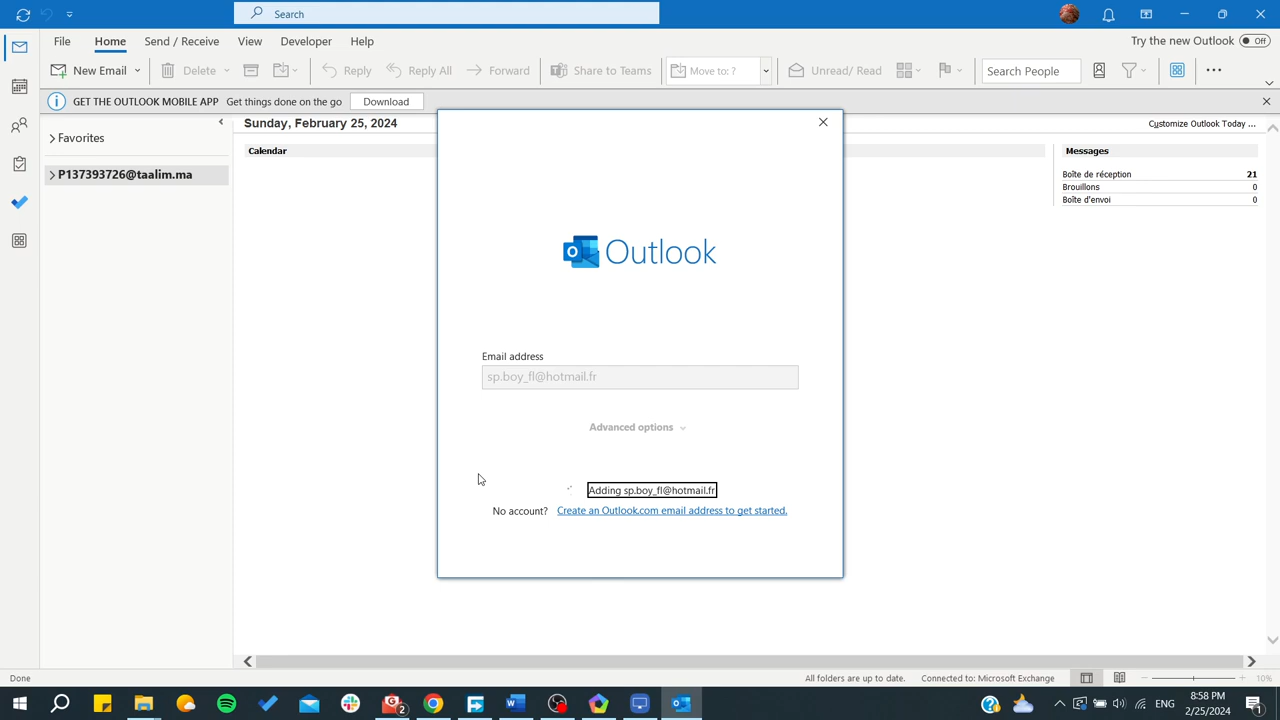 Search
File Home Send / Receive View Developer Help
Try the new Outlook Off
New Email Delete Reply Reply All Forward Share to Teams Move to: ? Unread/ Read Search People
GET THE OUTLOOK MOBILE APP Get things done on the go Download
Favorites
P137393726@taalim.ma
Sunday, February 25, 2024
Customize Outlook Today ...
Calendar
Messages
Boîte de réception 21
Brouillons 0
Boîte d'envoi 0
Outlook
Email address
sp.boy_fl@hotmail.fr
Advanced options
Adding sp.boy_fl@hotmail.fr
No account? Create an Outlook.com email address to get started.
Done
All folders are up to date. Connected to: Microsoft Exchange
10%
ENG
8:58 PM
2/25/2024